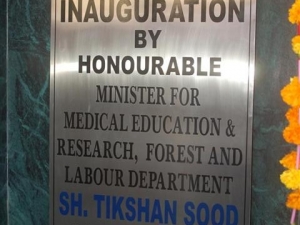 INAUGURATION
BY
HONOURABLE
MINISTER FOR
MEDICAL EDUCATION &
RESEARCH, FOREST AND
LABOUR DEPARTMENT
SH. TIKSHAN SOOD